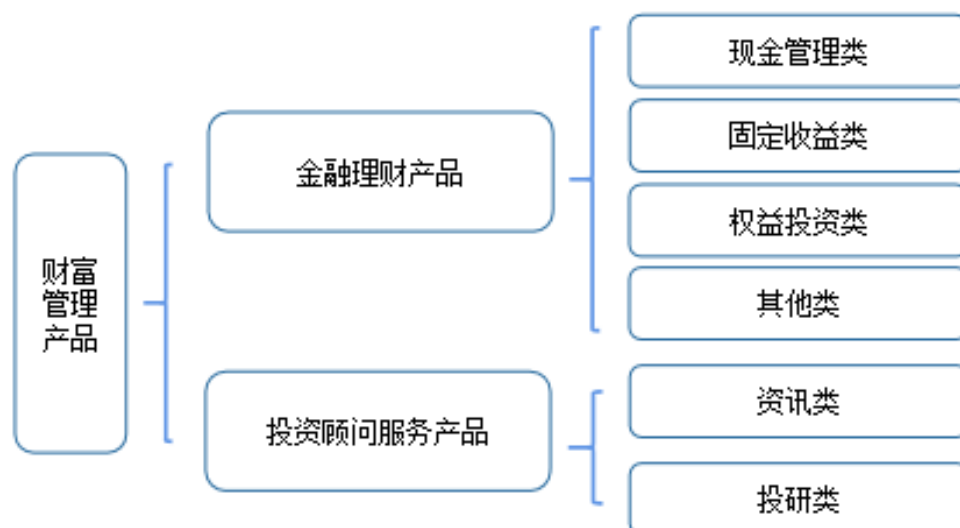 财富
管理
产品
金融理财产品
现金管理类
固定收益类
权益投资类
其他类
投资顾问服务产品
资讯类
投研类